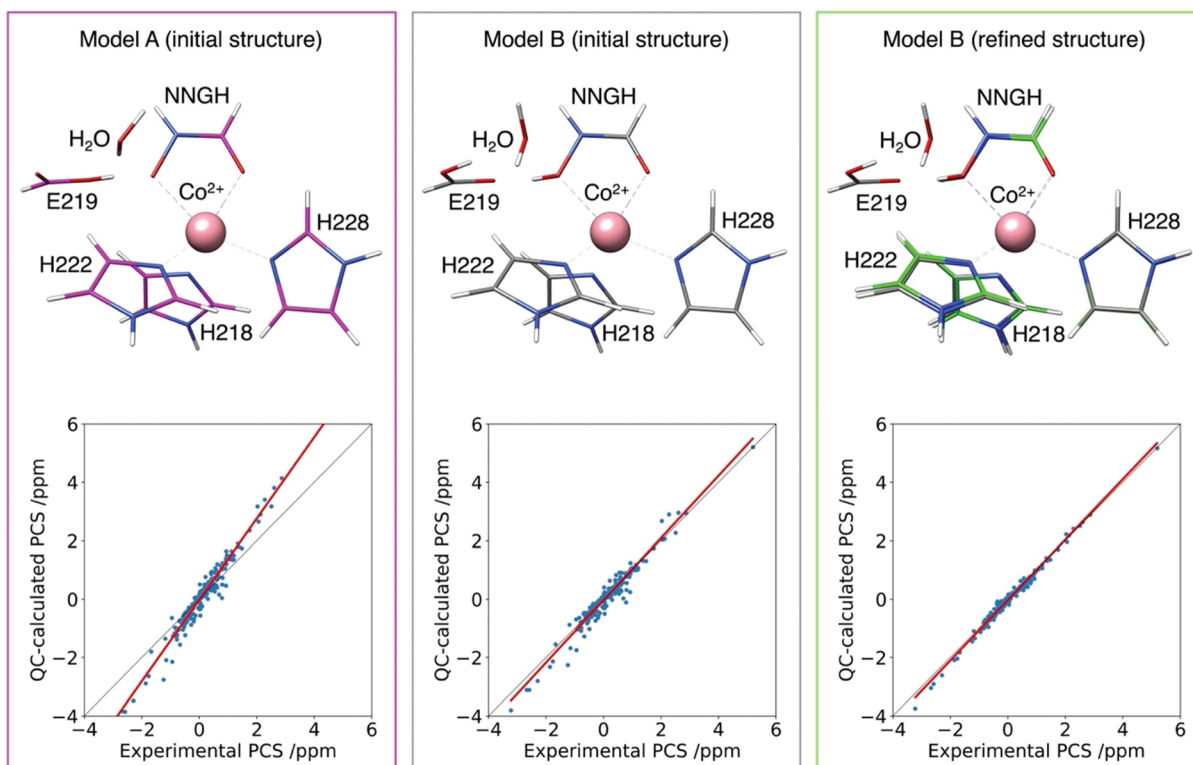 Model A (initial structure)
NNGH
H₂O
Co²⁺
E219
H228
H222
H218
6
4
2
0
−2
−4
−4
−2
0
2
4
6
QC-calculated PCS /ppm
Experimental PCS /ppm
Model B (initial structure)
NNGH
H₂O
Co²⁺
E219
H228
H222
H218
6
4
2
0
−2
−4
−4
−2
0
2
4
6
QC-calculated PCS /ppm
Experimental PCS /ppm
Model B (refined structure)
NNGH
H₂O
Co²⁺
E219
H228
H222
H218
6
4
2
0
−2
−4
−4
−2
0
2
4
6
QC-calculated PCS /ppm
Experimental PCS /ppm